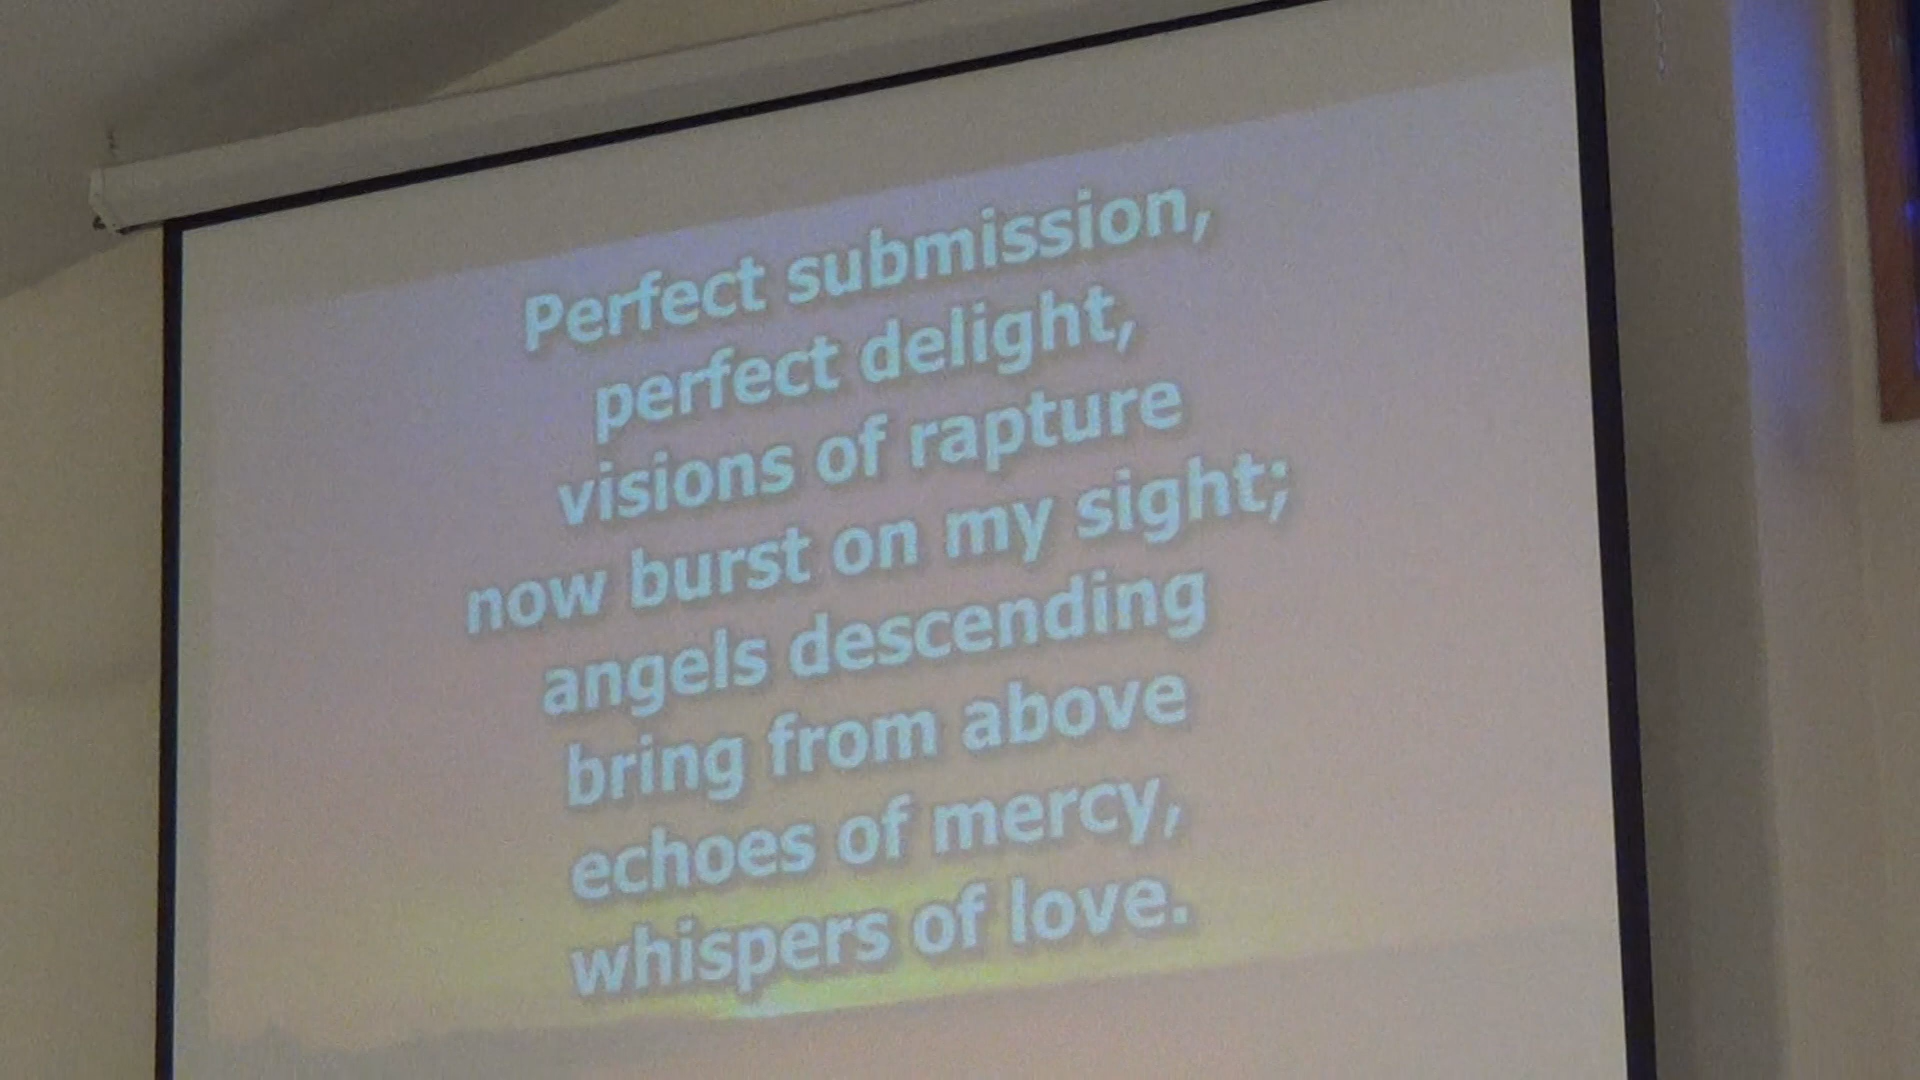 Perfect submission,
perfect delight,
visions of rapture
now burst on my sight;
angels descending
bring from above
echoes of mercy,
whispers of love.